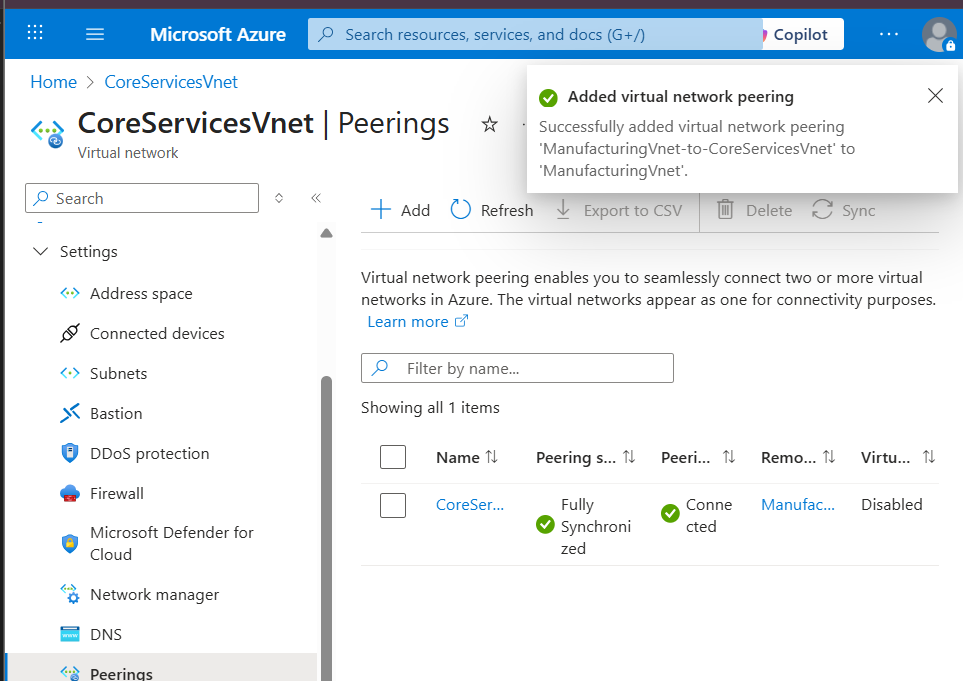 Microsoft Azure
Search resources, services, and docs (G+/)
Copilot
Home > CoreServicesVnet
CoreServicesVnet | Peerings
Virtual network
Added virtual network peering
Successfully added virtual network peering
'ManufacturingVnet-to-CoreServicesVnet' to
'ManufacturingVnet'.
Search
Settings
Address space
Connected devices
Subnets
Bastion
DDoS protection
Firewall
Microsoft Defender for
Cloud
Network manager
DNS
Peerings
Add Refresh Export to CSV Delete Sync
Virtual network peering enables you to seamlessly connect two or more virtual
networks in Azure. The virtual networks appear as one for connectivity purposes.
Learn more
Filter by name...
Showing all 1 items
Name Peering s... Peeri... Remo... Virtu...
CoreSer...
Fully
Synchroni
zed
Conne
cted
Manufac...
Disabled